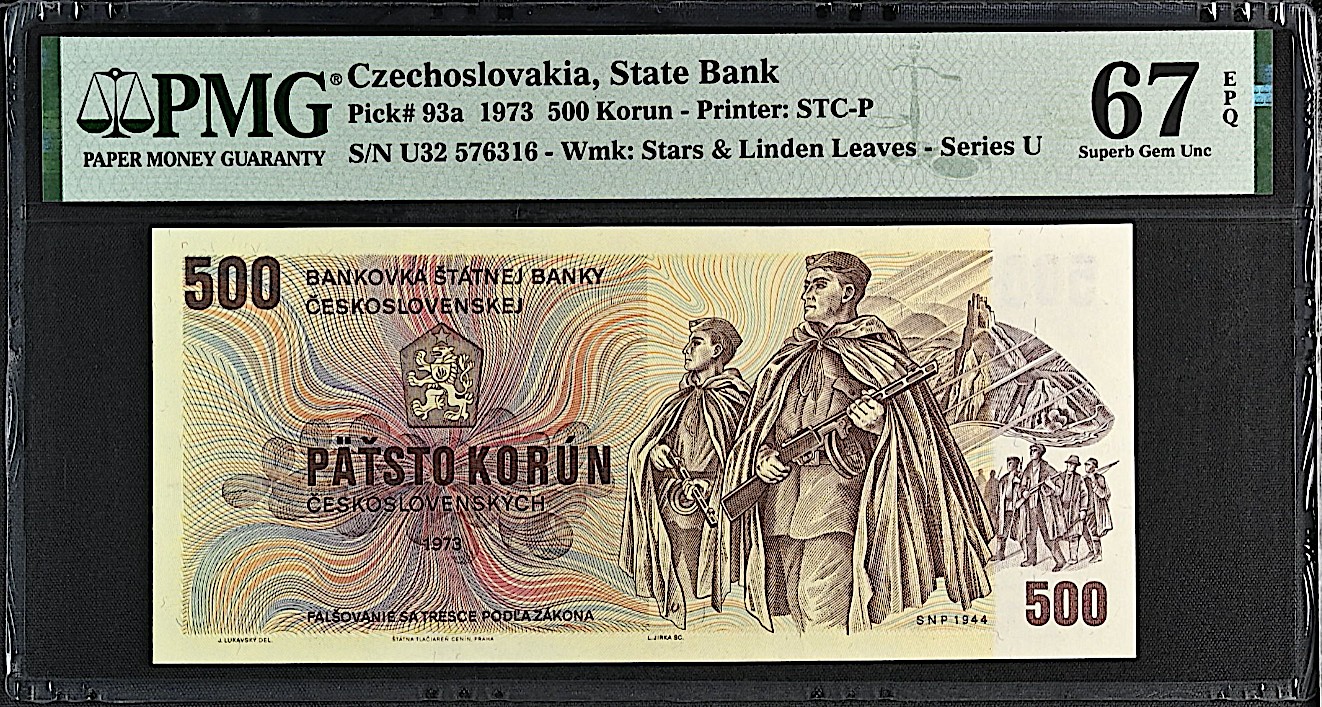 PMG®
PAPER MONEY GUARANTY
Czechoslovakia, State Bank
Pick# 93a 1973 500 Korun - Printer: STC-P
S/N U32 576316 - Wmk: Stars & Linden Leaves - Series U
67
EPQ
Superb Gem Unc
500
BANKOVKA ŠTÁTNEJ BANKY
ČESKOSLOVENSKEJ
PÄŤSTO KORÚN
ČESKOSLOVENSKÝCH
1973
FALŠOVANIE SA TRESCE PODĽA ZÁKONA
SNP 1944
500
J. LUKAVSKÝ DEL.
ŠTÁTNA TLAČIAREŇ CENÍN, PRAHA
L. JIRKA SC.